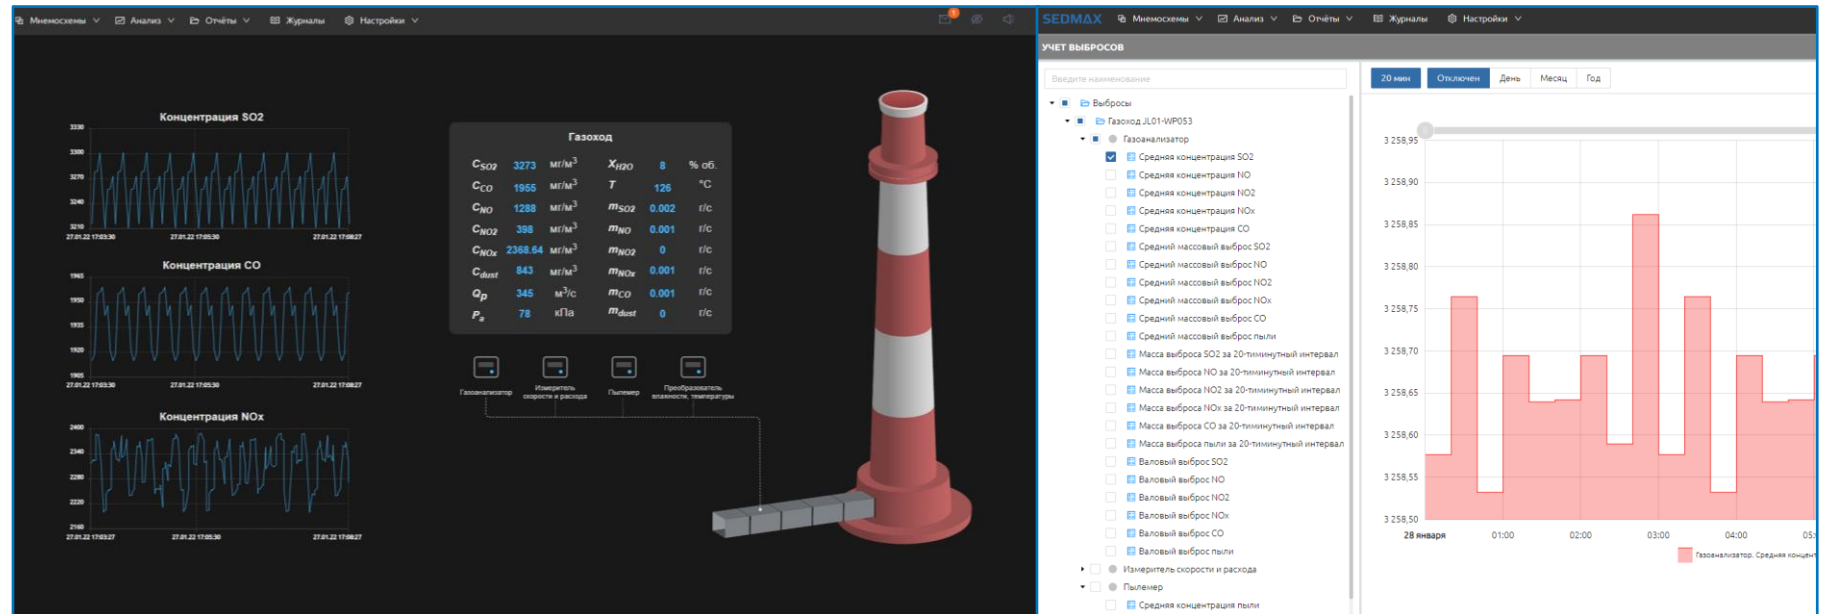 Мнемосхемы Анализ Отчёты Журналы Настройки
1
Концентрация SO2
3330
3300
3270
3240
3210
27.01.22 17:03:30 27.01.22 17:05:30 27.01.22 17:08:27
Концентрация CO
1965
1950
1935
1920
1905
27.01.22 17:03:30 27.01.22 17:05:30 27.01.22 17:08:27
Концентрация NOx
2400
2340
2280
2220
2160
27.01.22 17:03:27 27.01.22 17:05:30 27.01.22 17:08:27
Газоход
CSO2 3273 мг/м3 XH2O 8 % об.
CCO 1955 мг/м3 T 126 °C
CNO 1288 мг/м3 mSO2 0.002 г/с
CNO2 398 мг/м3 mNO 0.001 г/с
CNOx 2368.64 мг/м3 mNO2 0 г/с
Cdust 843 мг/м3 mNOx 0.001 г/с
Qp 345 м3/с mCO 0.001 г/с
Pa 78 кПа mdust 0 г/с
Газоанализатор
Измеритель
скорости и расхода
Пылемер
Преобразователь
влажности, температуры
SEDMAX Мнемосхемы Анализ Отчёты Журналы Настройки
УЧЕТ ВЫБРОСОВ
Введите наименование
Выбросы
Газоход JL01-WP053
Газоанализатор
Средняя концентрация SO2
Средняя концентрация NO
Средняя концентрация NO2
Средняя концентрация NOx
Средняя концентрация CO
Средний массовый выброс SO2
Средний массовый выброс NO
Средний массовый выброс NO2
Средний массовый выброс NOx
Средний массовый выброс CO
Средний массовый выброс пыли
Масса выброса SO2 за 20-тиминутный интервал
Масса выброса NO за 20-тиминутный интервал
Масса выброса NO2 за 20-тиминутный интервал
Масса выброса NOx за 20-тиминутный интервал
Масса выброса CO за 20-тиминутный интервал
Масса выброса пыли за 20-тиминутный интервал
Валовый выброс SO2
Валовый выброс NO
Валовый выброс NO2
Валовый выброс NOx
Валовый выброс CO
Валовый выброс пыли
Измеритель скорости и расхода
Пылемер
Средняя концентрация пыли
20 мин Отключен День Месяц Год
3 258,95
3 258,90
3 258,85
3 258,80
3 258,75
3 258,70
3 258,65
3 258,60
3 258,55
3 258,50
28 января 01:00 02:00 03:00 04:00 05:
Газоанализатор. Средняя концент